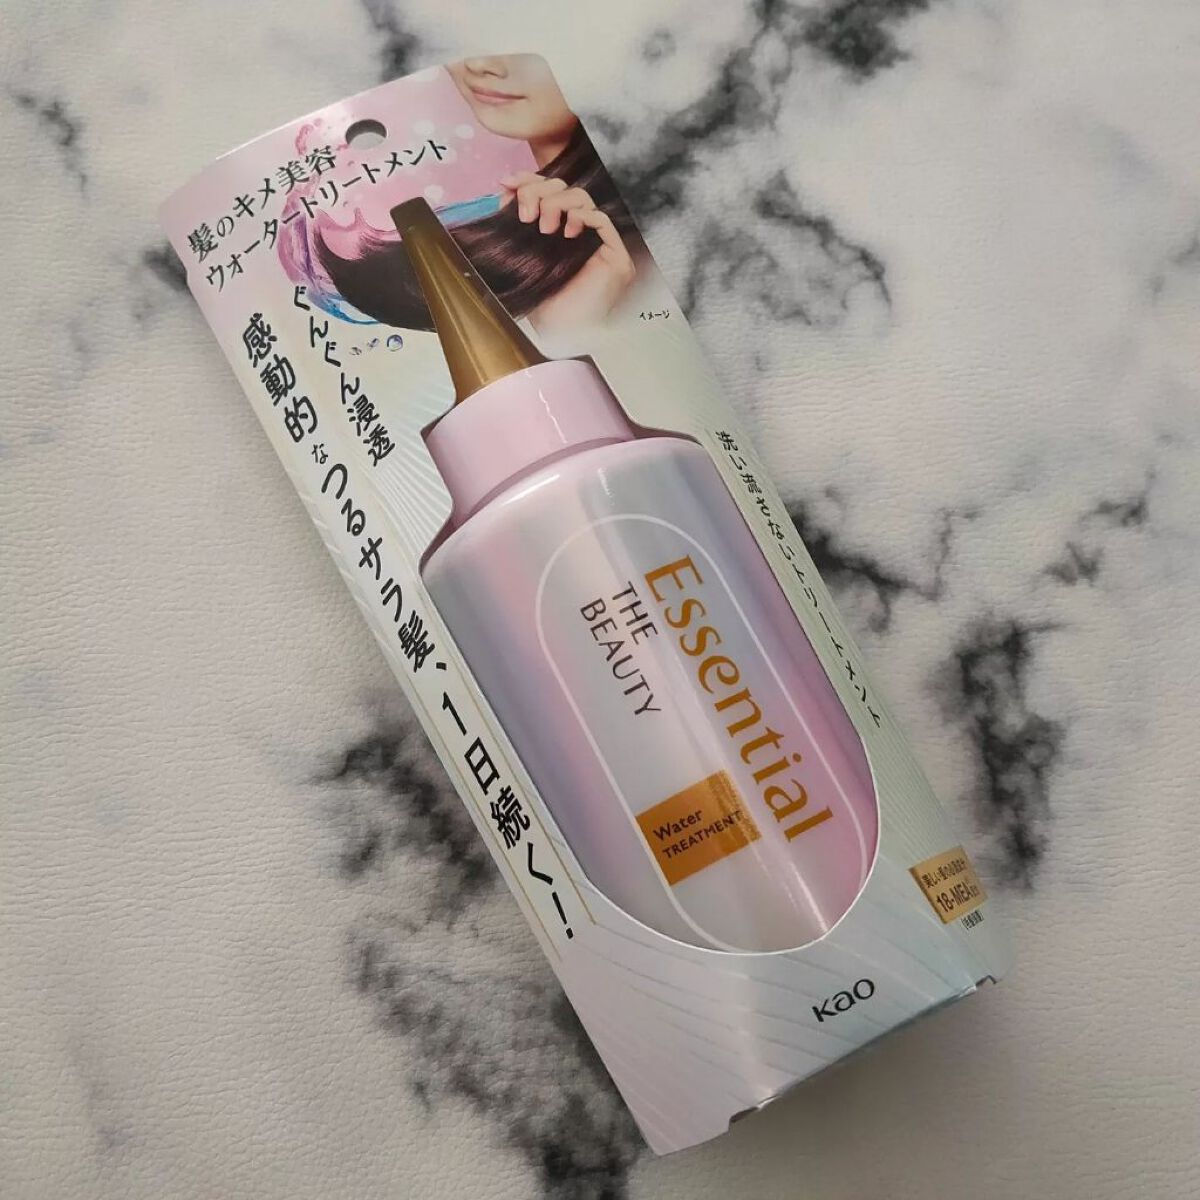 髪のキメ美容
ウォータートリートメント
ぐんぐん浸透
感動的なつるサラ髪、1日続く!
イメージ
洗い流さないトリートメント
Essential
THE
BEAUTY
Water
TREATMENT
18-MEA
Kao